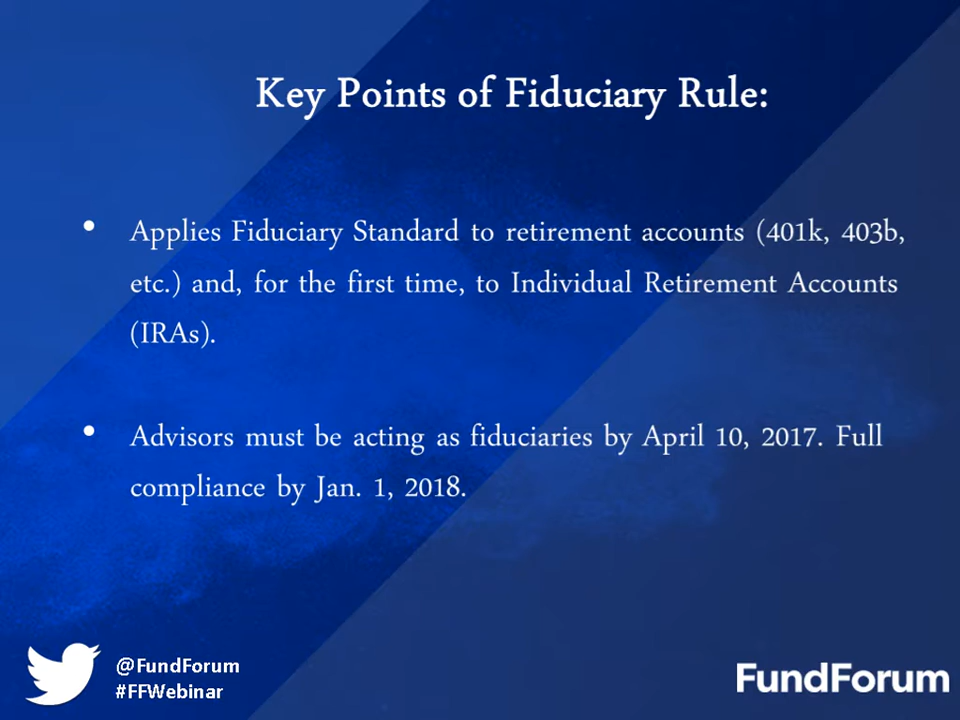 Key Points of Fiduciary Rule:
• Applies Fiduciary Standard to retirement accounts (401k, 403b,
etc.) and, for the first time, to Individual Retirement Accounts
(IRAs).
• Advisors must be acting as fiduciaries by April 10, 2017. Full
compliance by Jan. 1, 2018.
@FundForum
#FFWebinar
FundForum